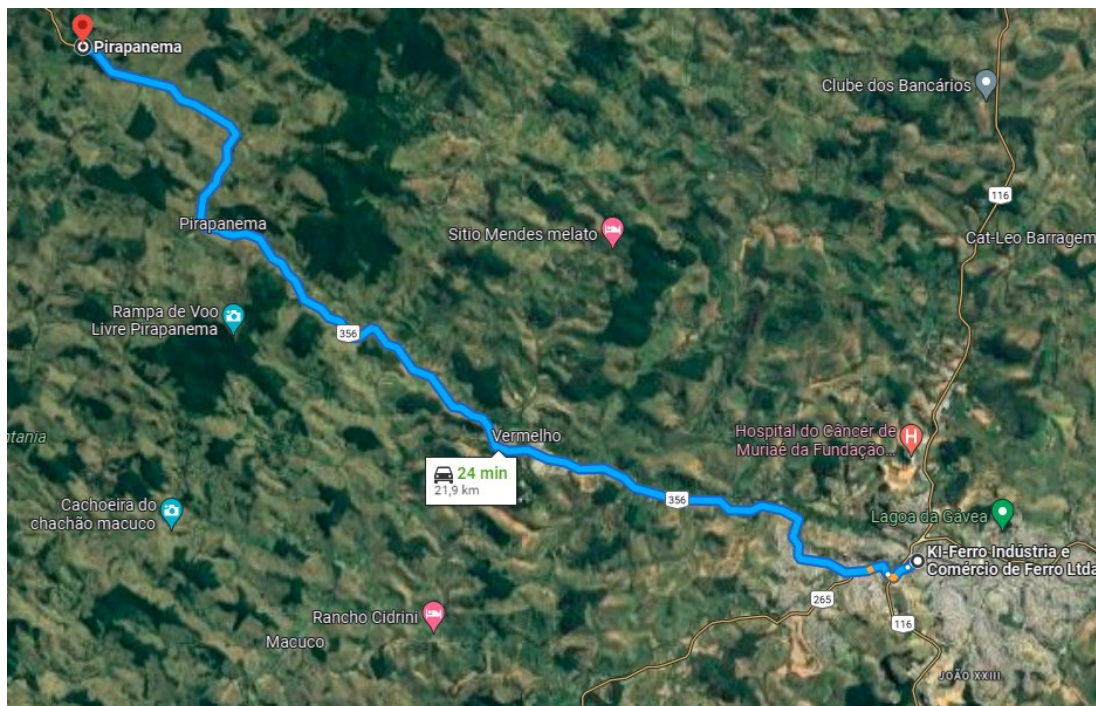 Pirapanema
Clube dos Bancários
116
Pirapanema
Sitio Mendes melato
Cat-Leo Barragem
Rampa de Voo
Livre Pirapanema
356
ntania
Vermelho
Hospital do Câncer de
Muriaé da Fundação...
24 min
21,9 km
356
Cachoeira do
chachão macuco
Lagoa da Gávea
KI-Ferro Indústria e
Comércio de Ferro Ltda
265
Rancho Cidrini
116
Macuco
JOÃO XXIII
H